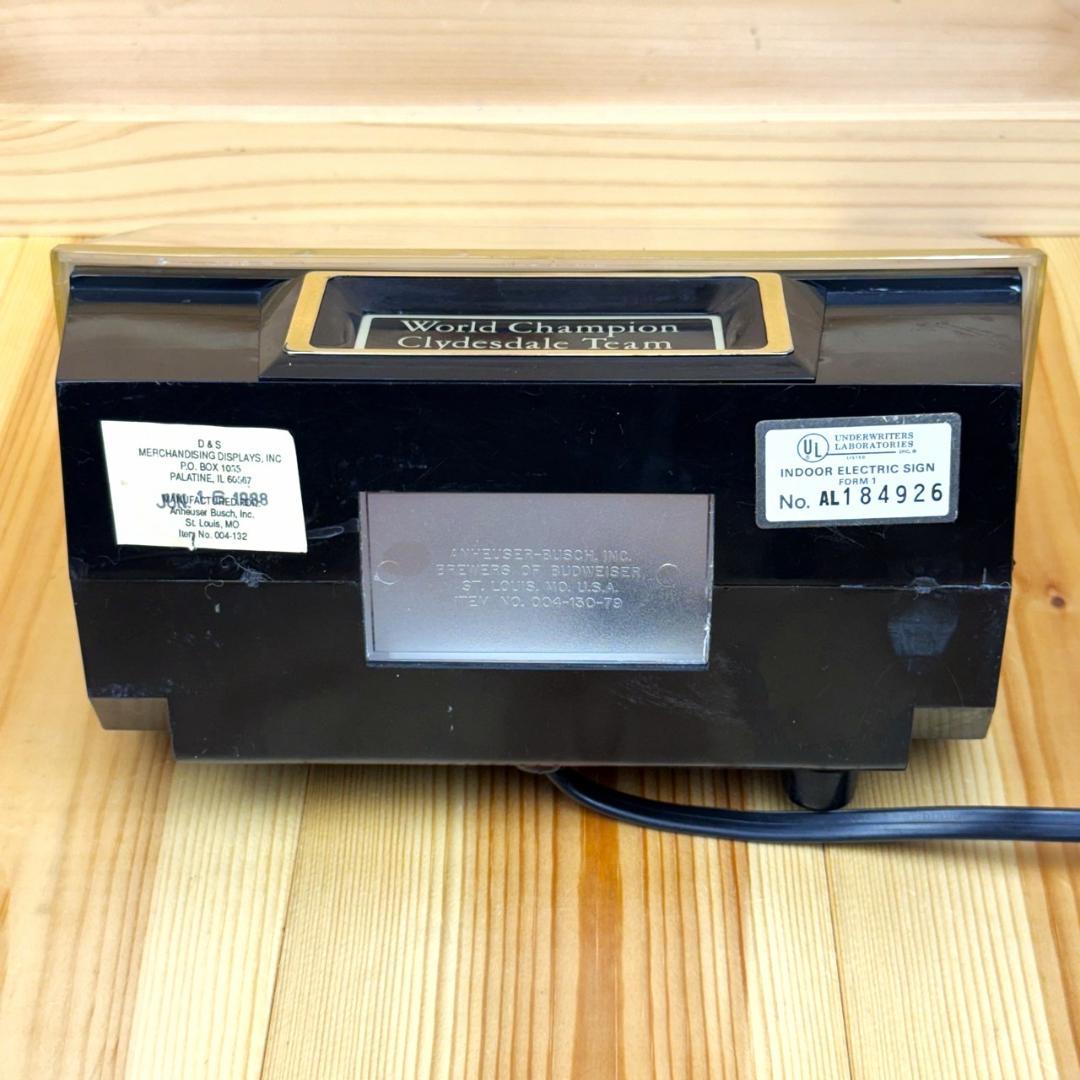 World Champion
Clydesdale Team
D & S
MERCHANDISING DISPLAYS, INC
P.O. BOX
PALATINE, IL 60067
JUN. 1 6 1988
MANUFACTURED FOR:
Anheuser Busch, Inc.
St. Louis, MO
Item No. 004-132
UL
UNDERWRITERS
LABORATORIES
INC.®
LISTED
INDOOR ELECTRIC SIGN
FORM 1
No. AL184926
ANHEUSER-BUSCH, INC.
BREWERS OF BUDWEISER
ST. LOUIS, MO. U.S.A.
ITEM NO. 004-130-79